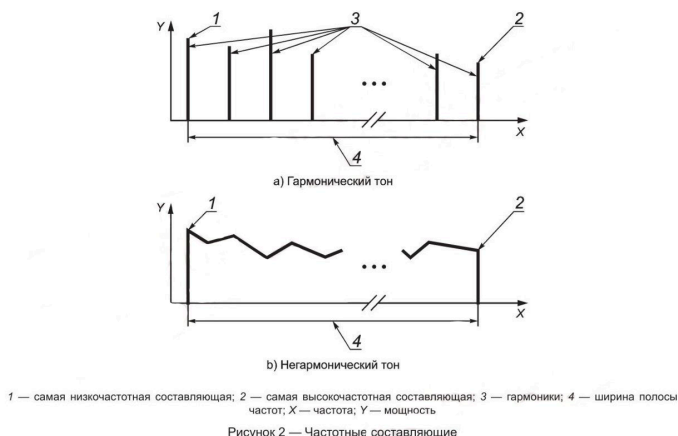 Y
1
3
2
X
4
a) Гармонический тон
Y
1
2
X
4
b) Негармонический тон
1 — самая низкочастотная составляющая; 2 — самая высокочастотная составляющая; 3 — гармоники; 4 — ширина полосы
частот; X — частота; Y — мощность
Рисунок 2 — Частотные составляющие